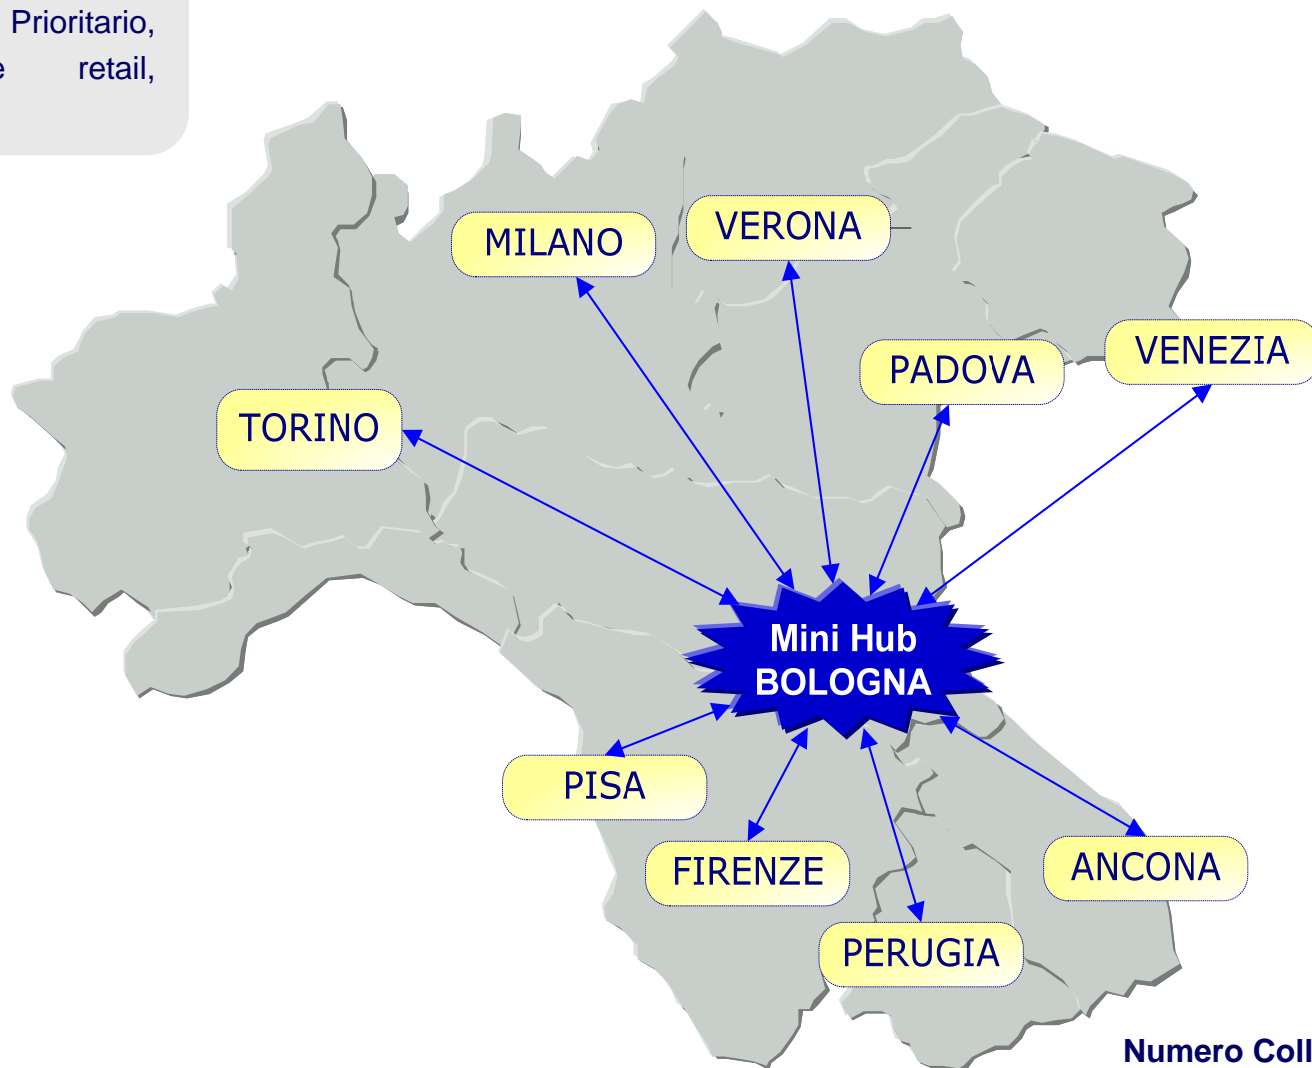 Prioritario,
e retail,
MILANO
VERONA
VENEZIA
PADOVA
TORINO
Mini Hub
BOLOGNA
PISA
FIRENZE
ANCONA
PERUGIA
Numero Coll